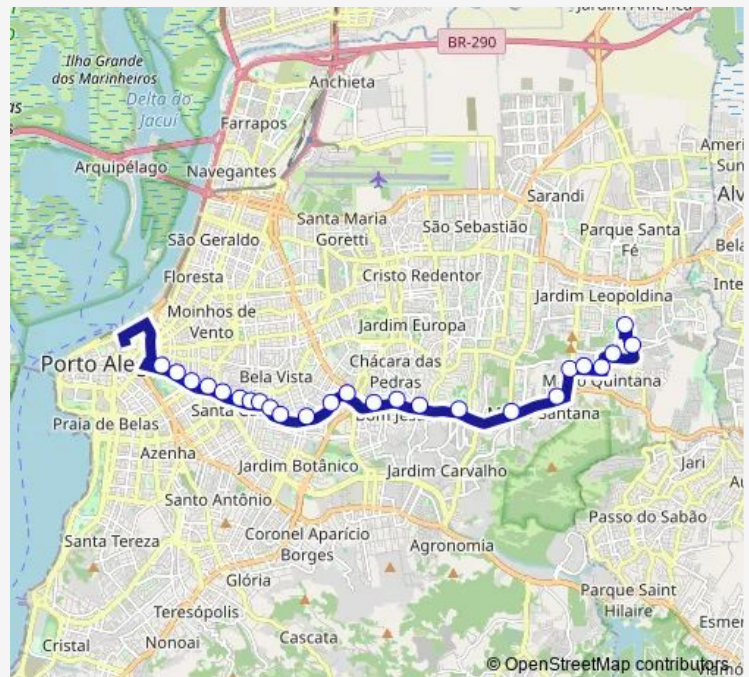 Jardim América
BR-290
Ilha Grande
dos Marinheiros
Anchieta
Delta do
Jacuí
Farrapos
Arquipélago
Navegantes
Sarandi
Santa Maria
Goretti
São Sebastião
Parque Santa
Fé
São Geraldo
Floresta
Cristo Redentor
Jardim Leopoldina
Moinhos de
Vento
Jardim Europa
Porto Ale
Chácara das
Pedras
Bela Vista
Quintana
Santana
Praia de Belas
Azenha
Jardim Botânico
Jardim Carvalho
Jari
Santo Antônio
Passo do Sabão
Santa Tereza
Coronel Aparício
Borges
Agronomia
Glória
Parque Saint
Hilaire
Teresópolis
Cascata
Cristal
Nonoai
© OpenStreetMap contributors